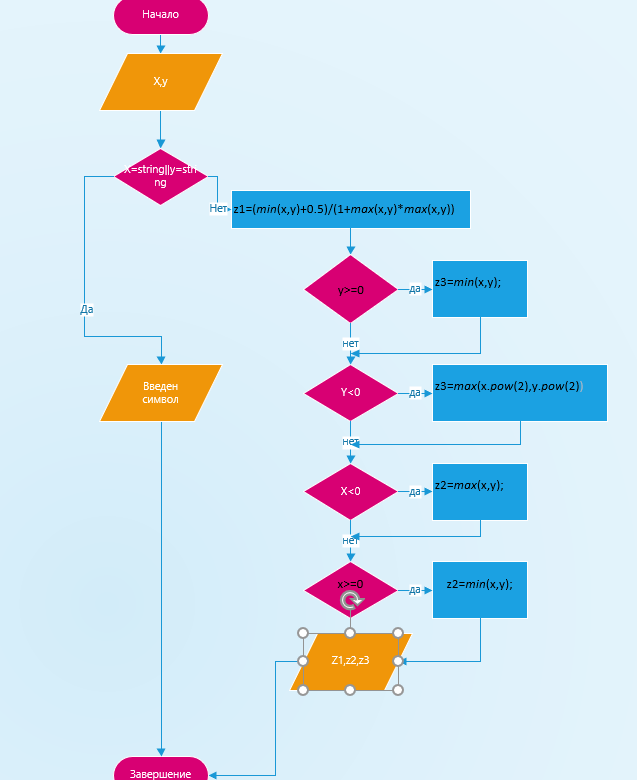 Начало
X,y
X=string||y=stri
ng
Нет
z1=(min(x,y)+0.5)/(1+max(x,y)*max(x,y))
y>=0
да
z3=min(x,y);
Да
нет
Введен
символ
Y<0
да
z3=max(x.pow(2),y.pow(2))
нет
X<0
да
z2=max(x,y);
нет
x>=0
да
z2=min(x,y);
Z1,z2,z3
Завершение